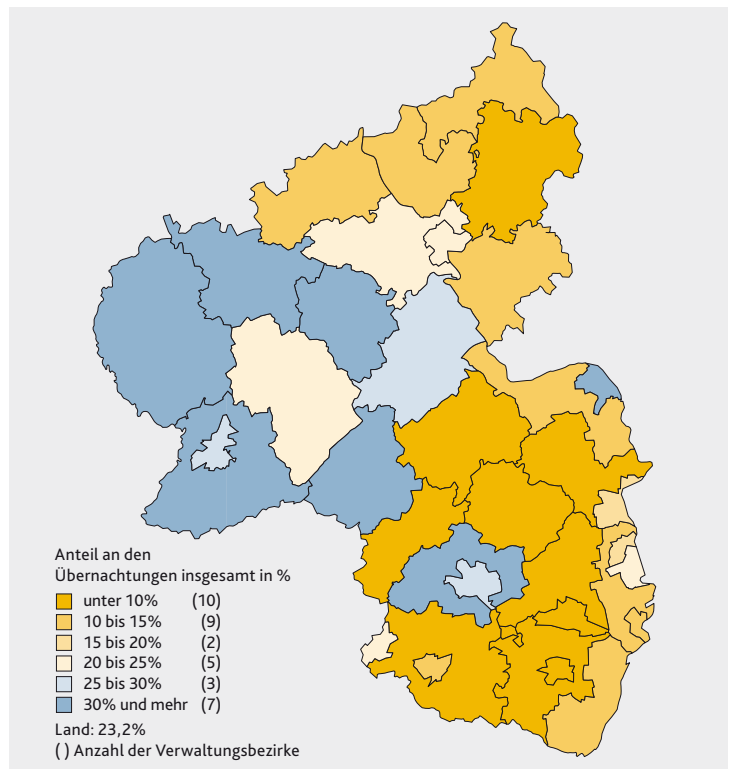 Anteil an den
Übernachtungen insgesamt in %
unter 10% (10)
10 bis 15% (9)
15 bis 20% (2)
20 bis 25% (5)
25 bis 30% (3)
30% und mehr (7)
Land: 23,2%
( ) Anzahl der Verwaltungsbezirke